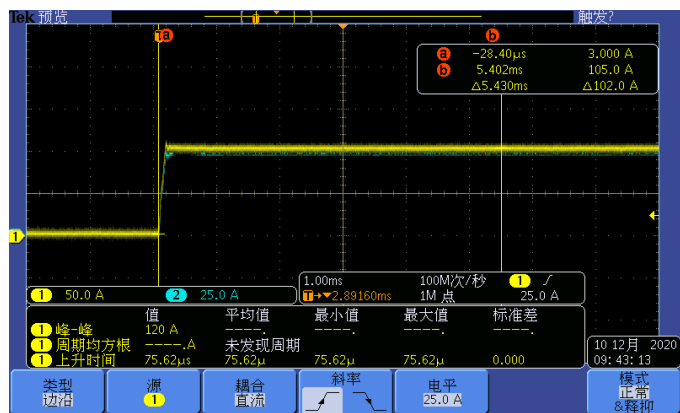 Tek 预览 触发?
a b
a -28.40µs 3.000 A
b 5.402ms 105.0 A
△5.430ms △102.0 A
1
1 50.0 A 2 25.0 A
1.00ms 100M次/秒 1
T→▼2.89160ms 1M 点 25.0 A
值 平均值 最小值 最大值 标准差
1 峰-峰 120 A ----. ----. ----. ----.
1 周期均方根 ----.A 未发现周期
1 上升时间 75.62µs 75.62µ 75.62µ 75.62µ 0.000
10 12月 2020
09:43:13
类型
边沿
源
1
耦合
直流
斜率
电平
25.0 A
模式
正常
&释抑